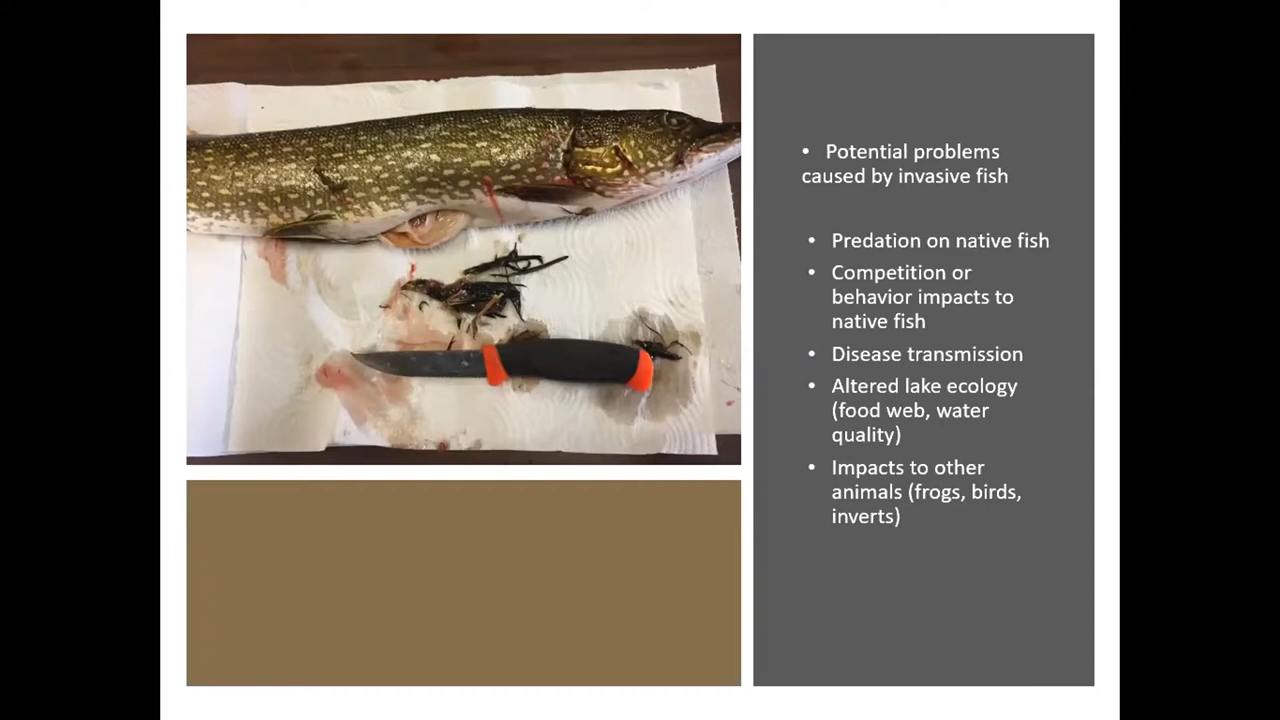 • Potential problems
caused by invasive fish
• Predation on native fish
• Competition or
behavior impacts to
native fish
• Disease transmission
• Altered lake ecology
(food web, water
quality)
• Impacts to other
animals (frogs, birds,
inverts)